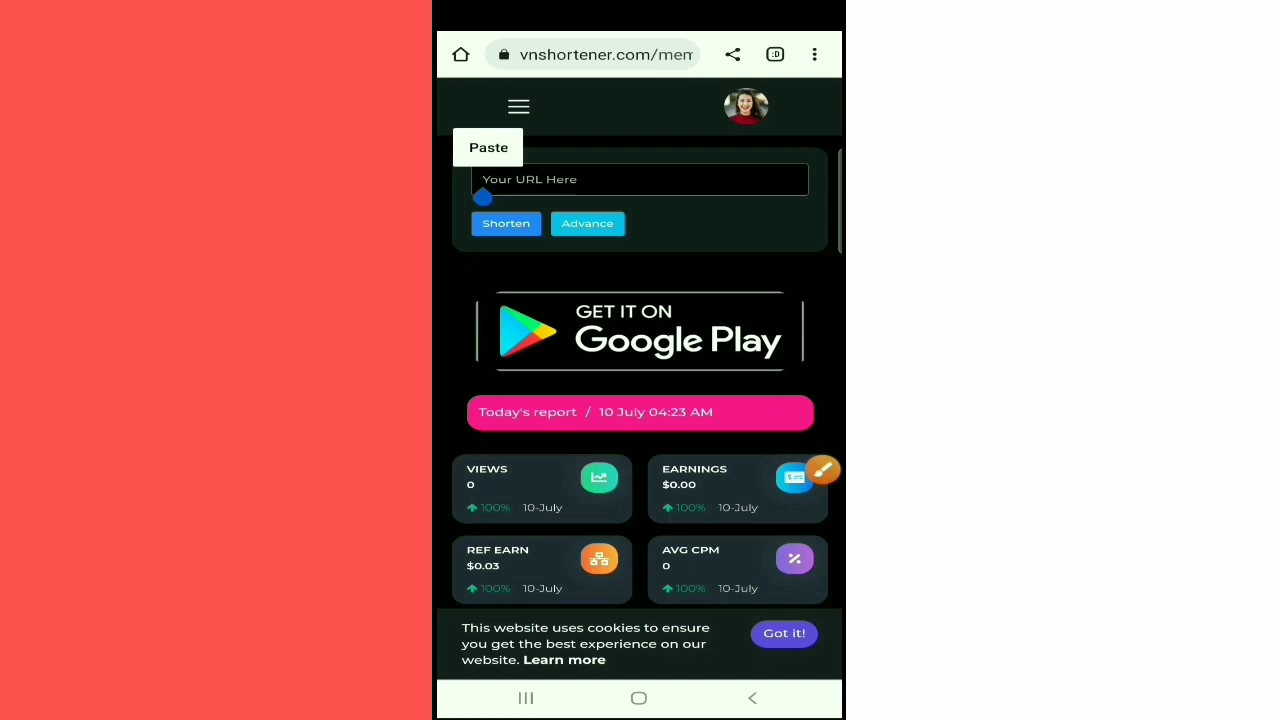 vnshortener.com/mem
:D
Paste
Your URL Here
Shorten
Advance
GET IT ON
Google Play
Today's report / 10 July 04:23 AM
VIEWS
0
100% 10-July
EARNINGS
$0.00
100% 10-July
REF EARN
$0.03
100% 10-July
AVG CPM
0
100% 10-July
This website uses cookies to ensure
you get the best experience on our
website. Learn more
Got it!